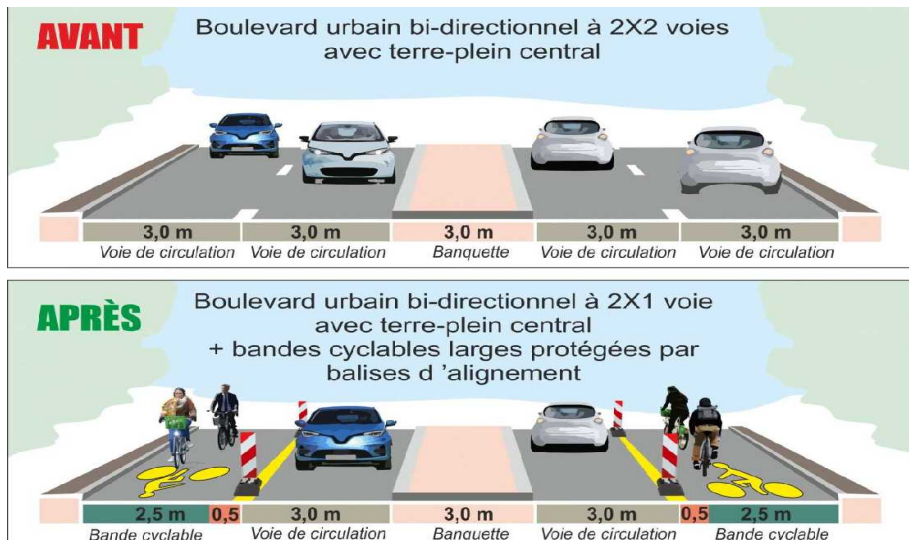 AVANT
Boulevard urbain bi-directionnel à 2X2 voies
avec terre-plein central
3,0 m 3,0 m 3,0 m 3,0 m 3,0 m
Voie de circulation Voie de circulation Banquette Voie de circulation Voie de circulation
APRÈS
Boulevard urbain bi-directionnel à 2X1 voie
avec terre-plein central
+ bandes cyclables larges protégées par
balises d 'alignement
2,5 m 0,5 3,0 m 3,0 m 3,0 m 0,5 2,5 m
Bande cyclable Voie de circulation Banquette Voie de circulation Bande cyclable